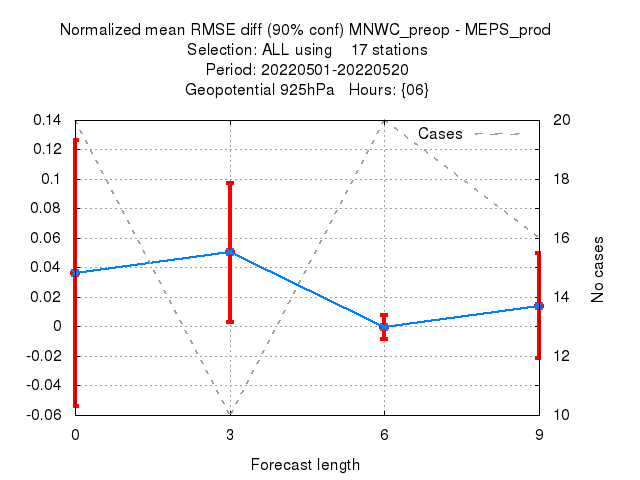 Normalized mean RMSE diff (90% conf) MNWC_preop - MEPS_prod
Selection: ALL using 17 stations
Period: 20220501-20220520
Geopotential 925hPa Hours: {06}
Cases
0.14
0.12
0.1
0.08
0.06
0.04
0.02
0
-0.02
-0.04
-0.06
20
18
16
14
12
10
No cases
0 3 6 9
Forecast length